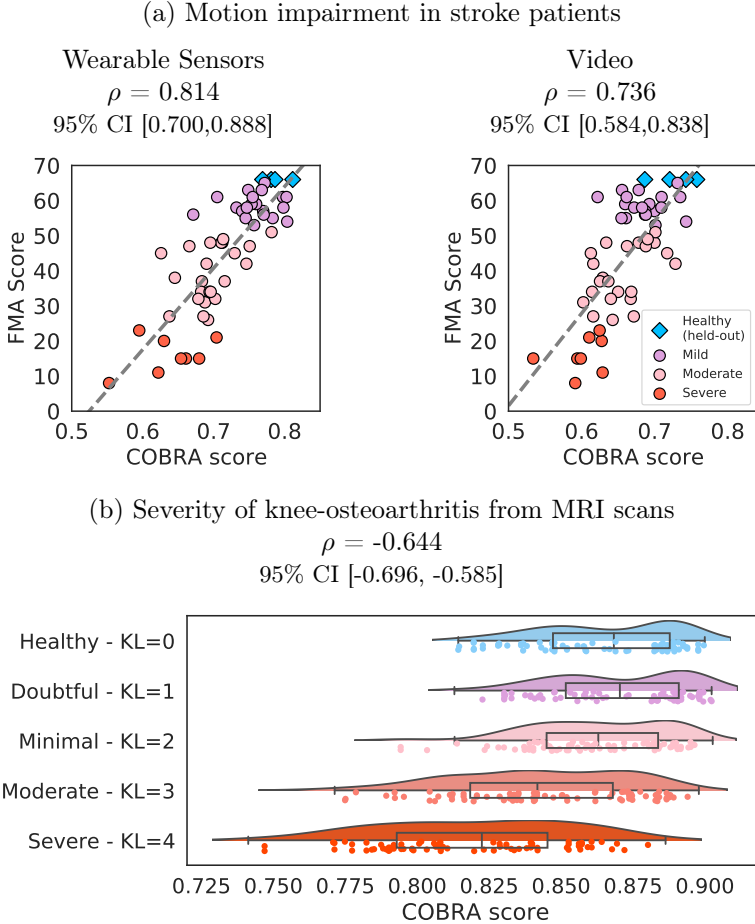 (a) Motion impairment in stroke patients
Wearable Sensors
ρ = 0.814
95% CI [0.700,0.888]
Video
ρ = 0.736
95% CI [0.584,0.838]
FMA Score
70
60
50
40
30
20
10
0
0.5 0.6 0.7 0.8
COBRA score
FMA Score
70
60
50
40
30
20
10
0
Healthy
(held-out)
Mild
Moderate
Severe
0.5 0.6 0.7 0.8
COBRA score
(b) Severity of knee-osteoarthritis from MRI scans
ρ = -0.644
95% CI [-0.696, -0.585]
Healthy - KL=0
Doubtful - KL=1
Minimal - KL=2
Moderate - KL=3
Severe - KL=4
0.725 0.750 0.775 0.800 0.825 0.850 0.875 0.900
COBRA score